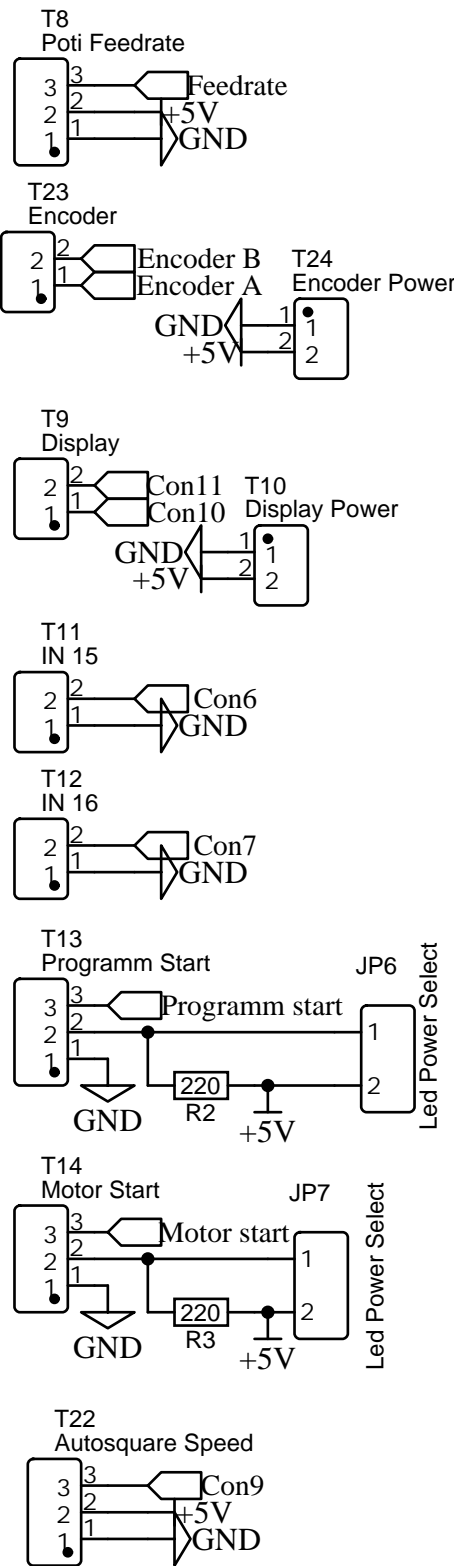 T8
Poti Feedrate
3 3 Feedrate
2 2 +5V
1 1 GND
T23
Encoder
2 2 Encoder B
1 1 Encoder A
T24
Encoder Power
GND 1 1
+5V 2 2
T9
Display
2 2 Con11
1 1 Con10
T10
Display Power
GND 1 1
+5V 2 2
T11
IN 15
2 2 Con6
1 1 GND
T12
IN 16
2 2 Con7
1 1 GND
T13
Programm Start
3 3 Programm start
2 2
1 1
GND
220
R2
+5V
JP6
1
2
Led Power Select
T14
Motor Start
3 3 Motor start
2 2
1 1
GND
220
R3
+5V
JP7
1
2
Led Power Select
T22
Autosquare Speed
3 3 Con9
2 2 +5V
1 1 GND